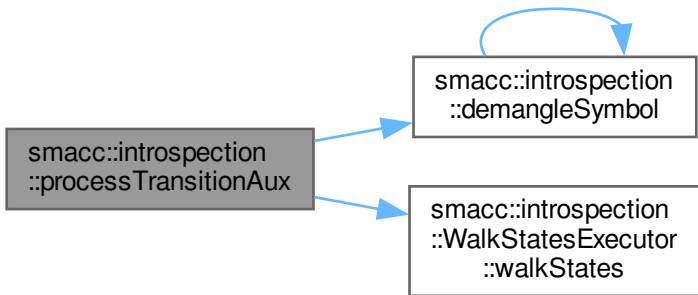 smacc::introspection
::processTransitionAux
smacc::introspection
::demangleSymbol
smacc::introspection
::WalkStatesExecutor
::walkStates